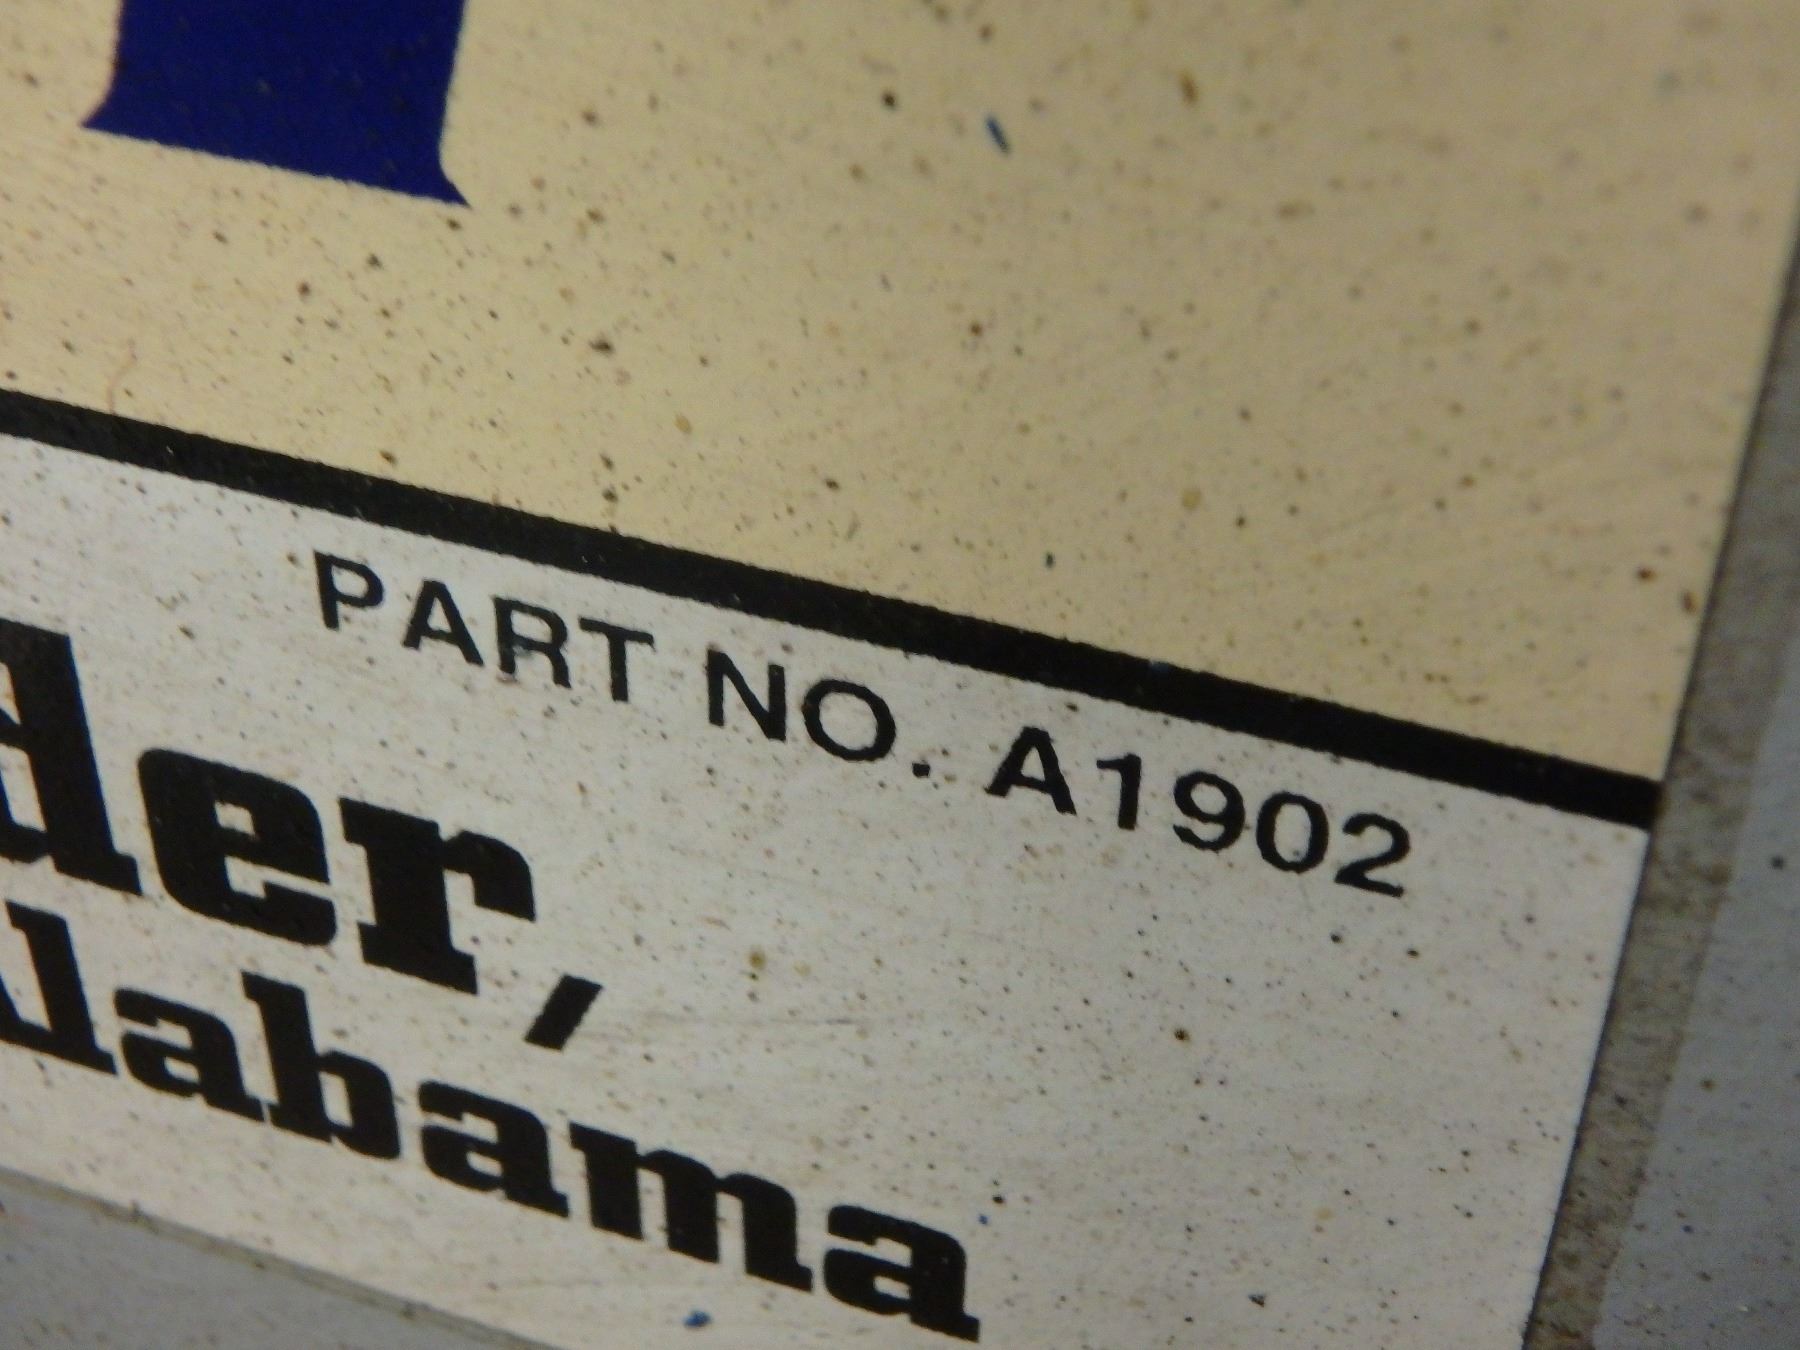 PART NO. A1902
der,
labama